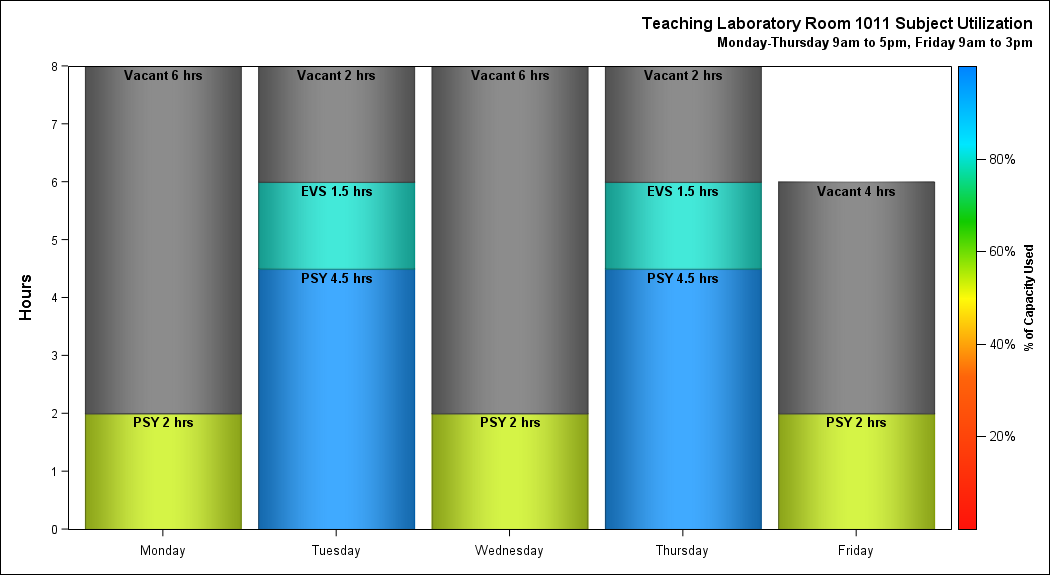 Teaching Laboratory Room 1011 Subject Utilization
Monday-Thursday 9am to 5pm, Friday 9am to 3pm
Hours
8
7
6
5
4
3
2
1
0
Vacant 6 hrs
PSY 2 hrs
Vacant 2 hrs
EVS 1.5 hrs
PSY 4.5 hrs
Vacant 6 hrs
PSY 2 hrs
Vacant 2 hrs
EVS 1.5 hrs
PSY 4.5 hrs
Vacant 4 hrs
PSY 2 hrs
Monday
Tuesday
Wednesday
Thursday
Friday
80%
60%
40%
20%
% of Capacity Used